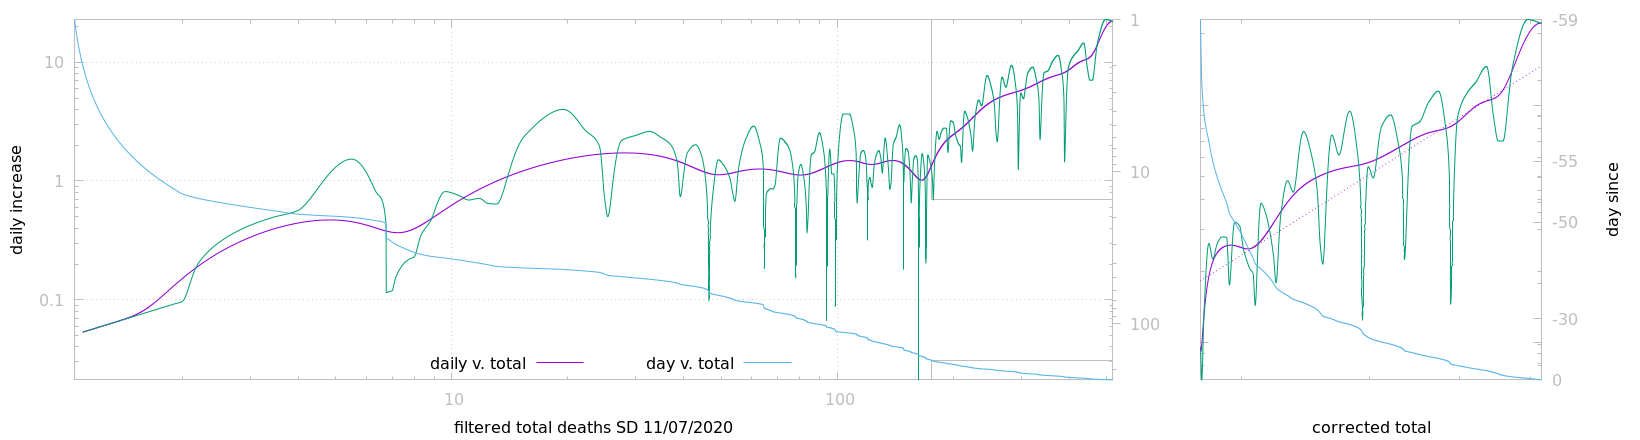 daily increase
10
1
0.1
1
10
100
-59
-55
-50
-30
0
day since
daily v. total
day v. total
10
100
filtered total deaths SD 11/07/2020
corrected total